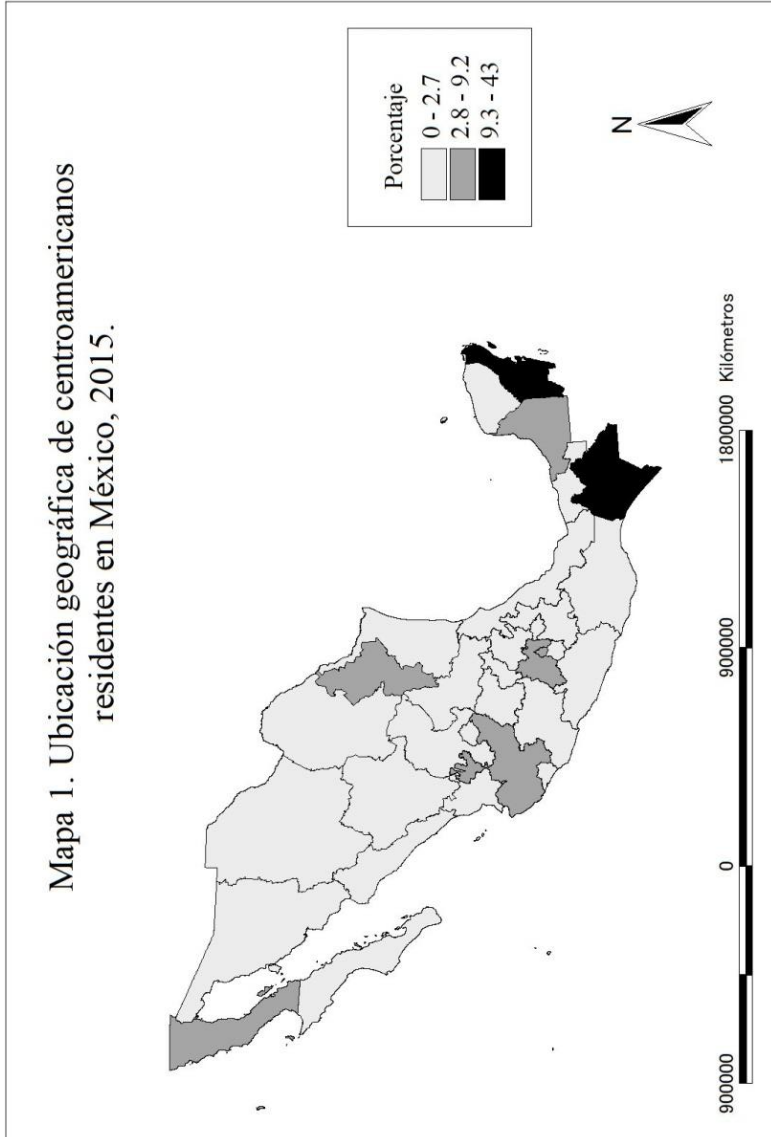 Mapa 1. Ubicación geográfica de centroamericanos
residentes en México, 2015.
Porcentaje
0 - 2.7
2.8 - 9.2
9.3 - 43
N
900000 0 900000 1800000 Kilómetros